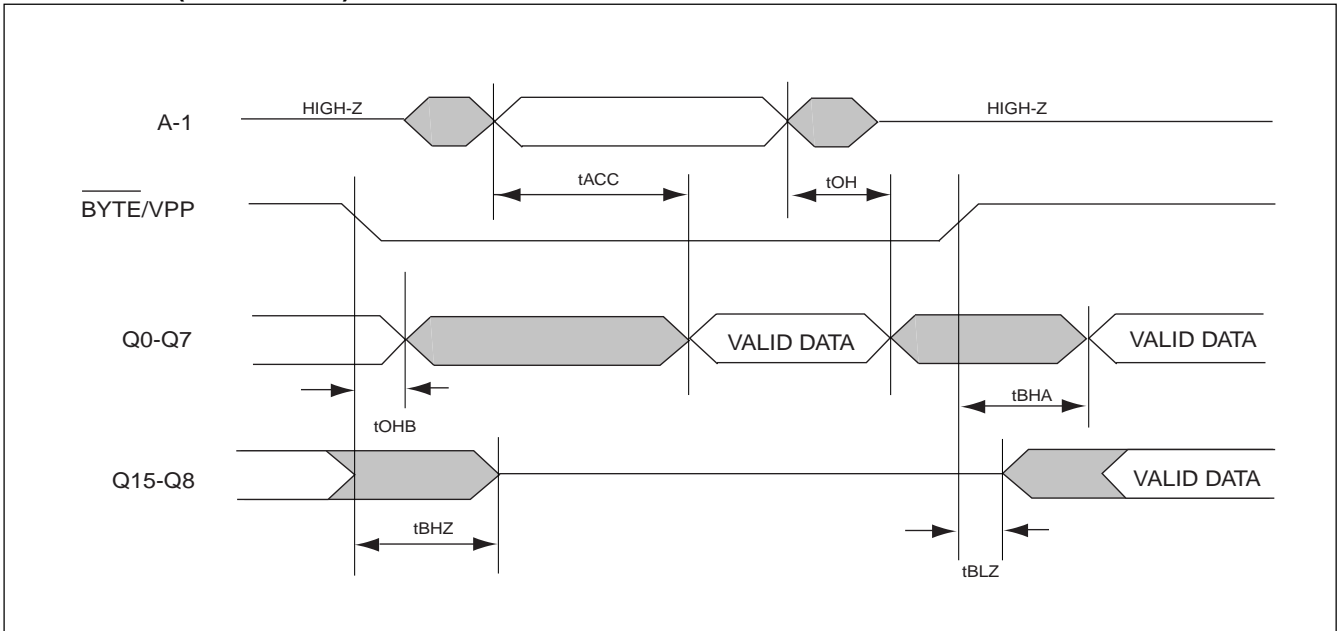 HIGH-Z
HIGH-Z
A-1
tACC
tOH
BYTE/VPP
Q0-Q7
VALID DATA
VALID DATA
tBHA
tOHB
Q15-Q8
VALID DATA
tBHZ
tBLZ